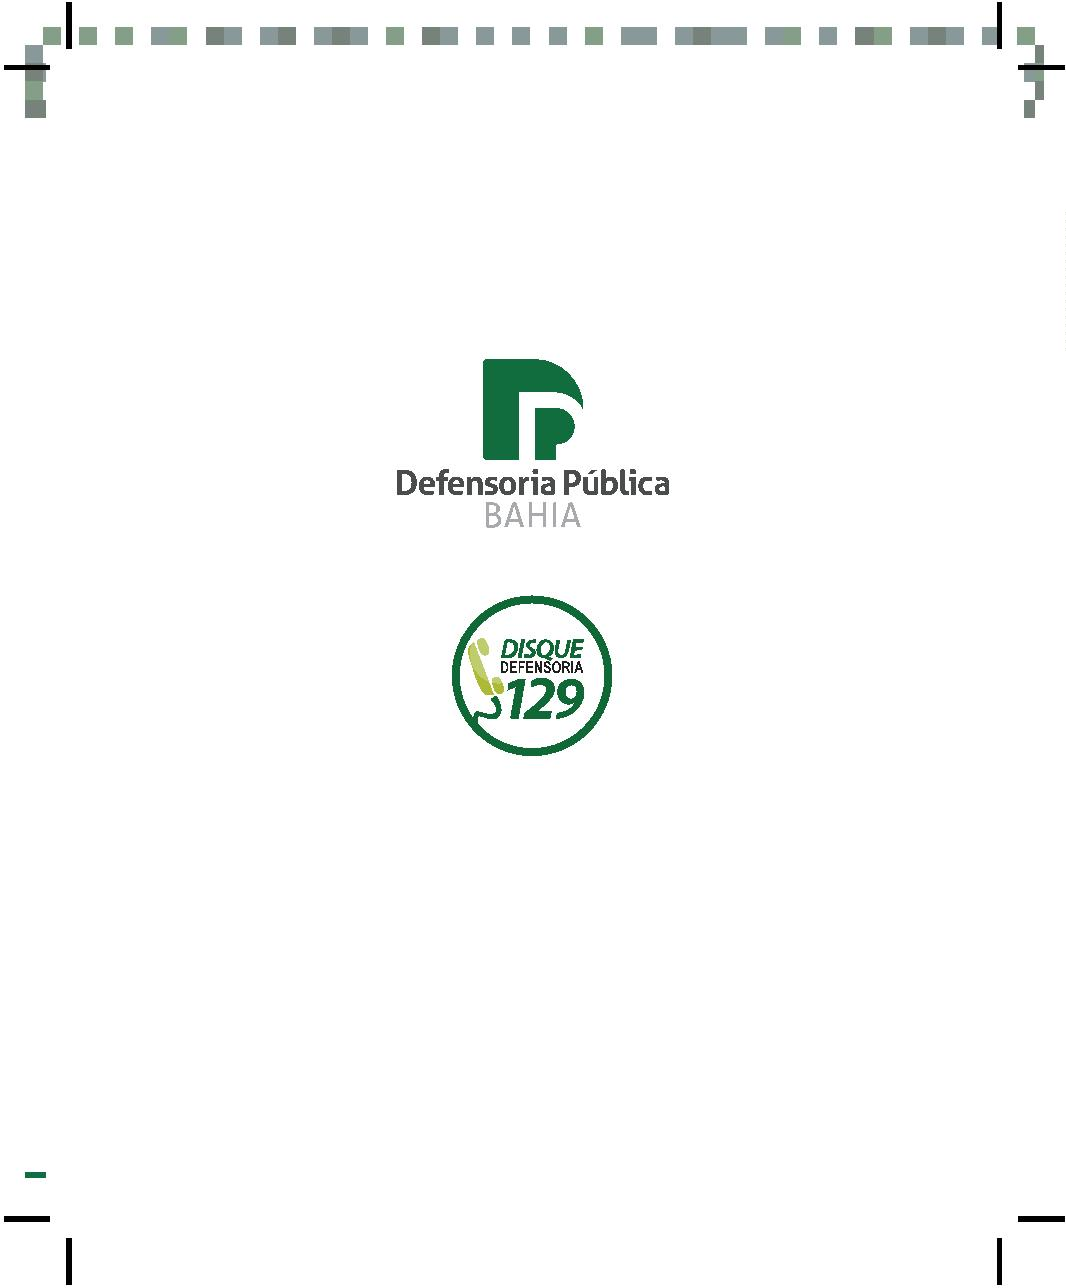 Defensoria Pública
BAHIA
DISQUE
DEFENSORIA
129